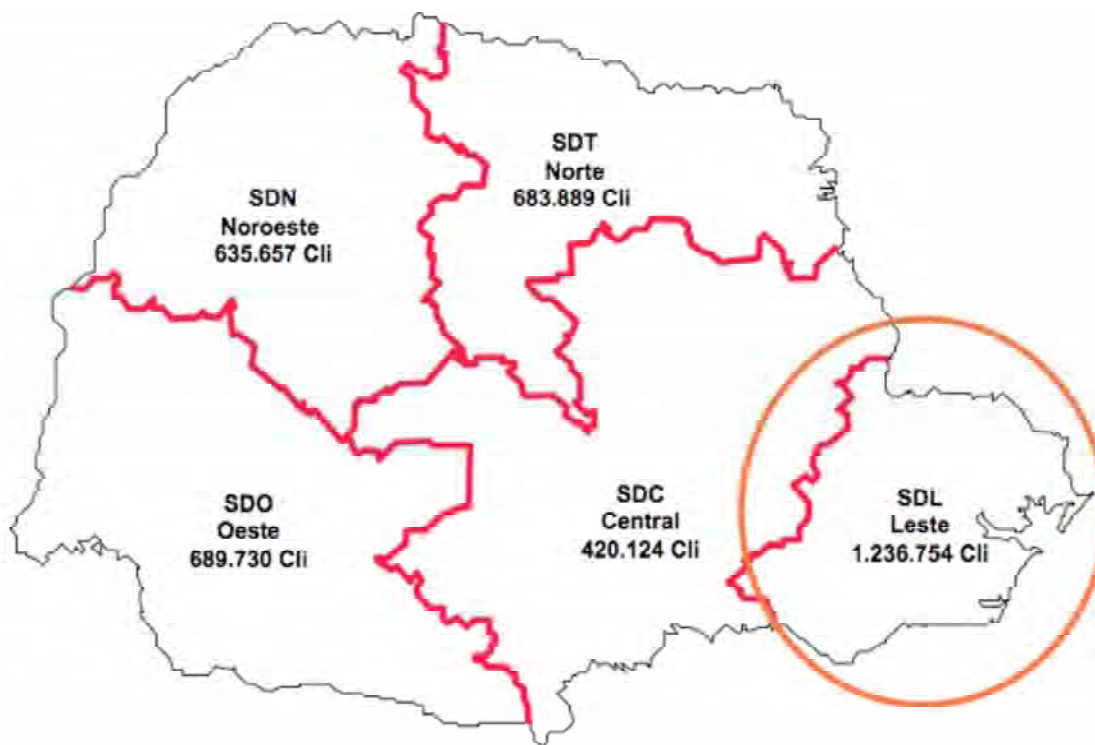 SDT
Norte
683.889 Cli
SDN
Noroeste
635.657 Cli
SDO
Oeste
689.730 Cli
SDC
Central
420.124 Cli
SDL
Leste
1.236.754 Cli